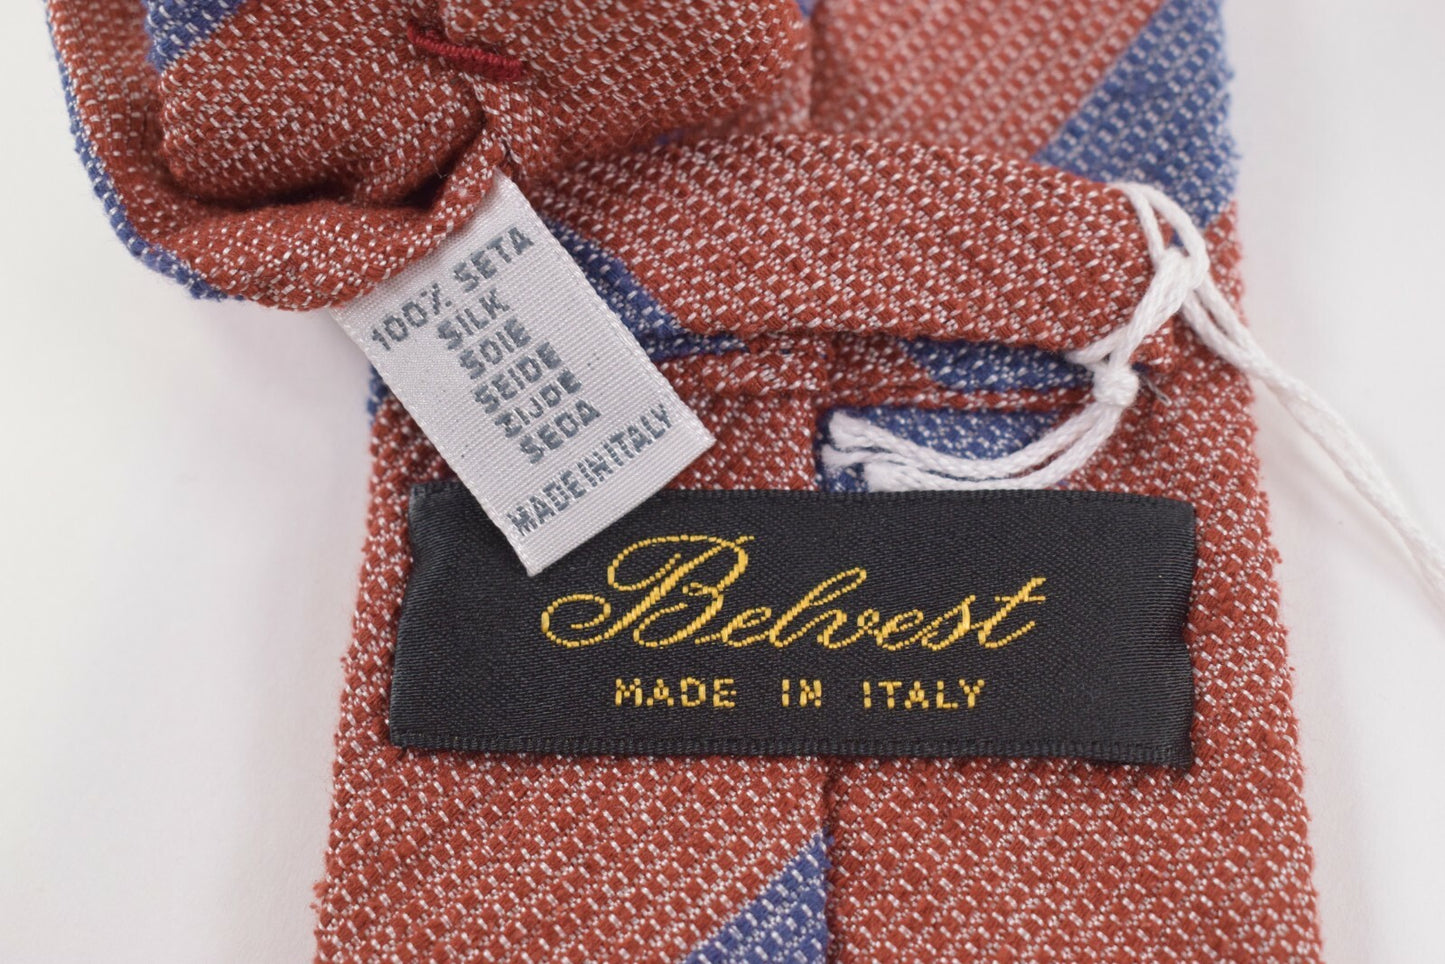 100% SETA
SILK
SOIE
SEIDE
ZIJDE
SEDA
MADE IN ITALY
Belvest
MADE IN ITALY